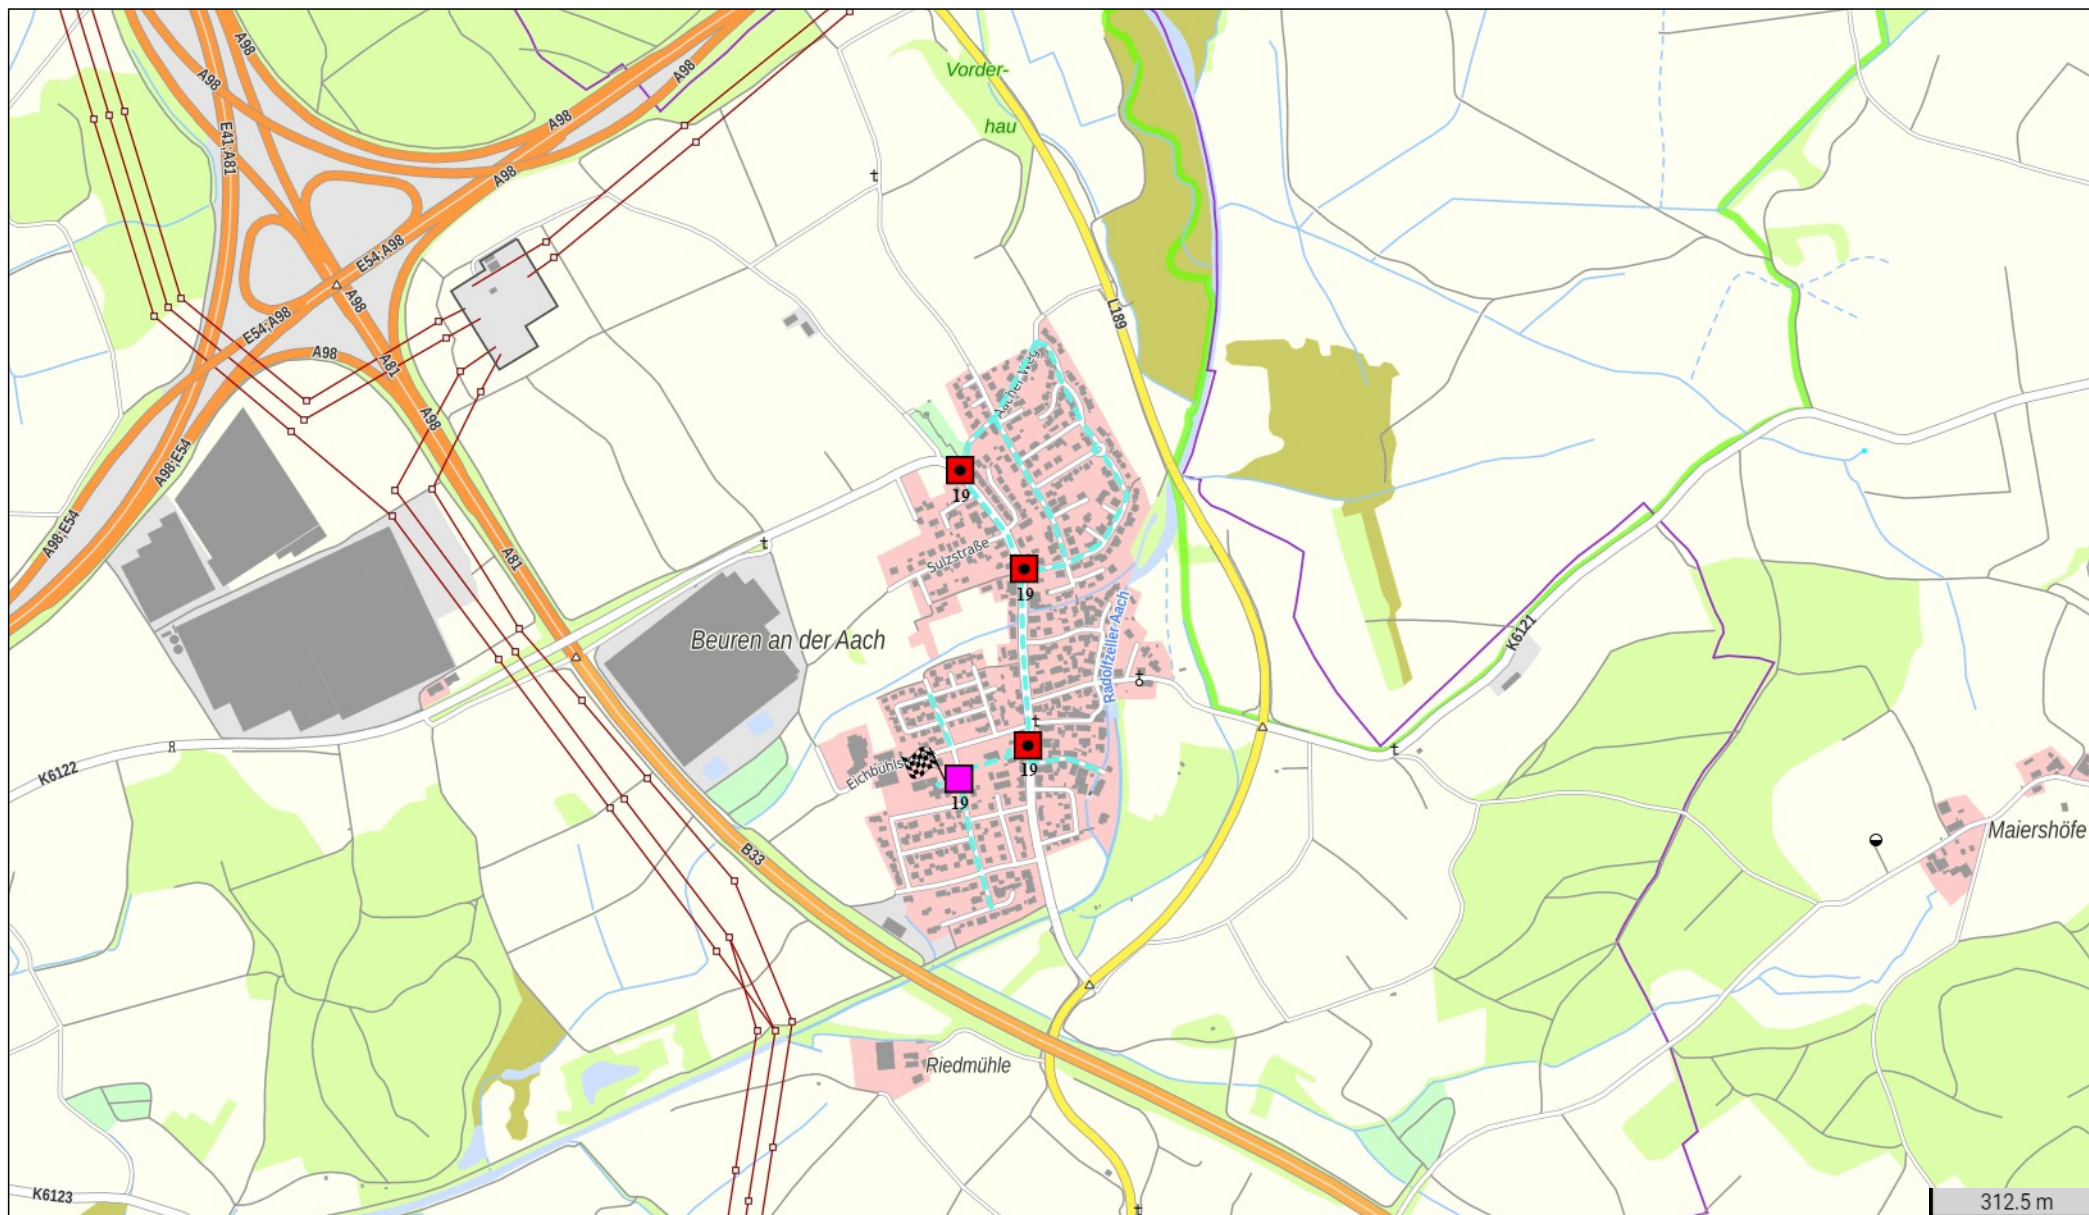 A98
A98
A98
A98
E41;A81
A98
Vorder-
hau
E54;A98
A98
E54;A98
A98
A81
L189
A98
Aacher Weg
A98;E54
19
A98;E54
A81
Sulzstraße
19
Beuren an der Aach
Radolfzeller Aach
K6121
Eichbühls
19
K6122
19
B33
Maiershöfe
Riedmühle
K6123
312.5 m